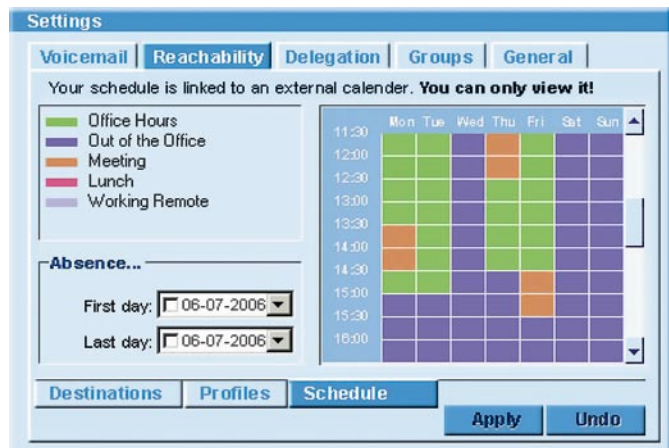 Settings
Voicemail Reachability Delegation Groups General
Your schedule is linked to an external calender. You can only view it!
Office Hours
Out of the Office
Meeting
Lunch
Working Remote
Mon Tue Wed Thu Fri Sat Sun
11:30
12:00
12:30
13:00
13:30
14:00
14:30
15:00
15:30
16:00
Absence...
First day: 06-07-2006
Last day: 06-07-2006
Destinations Profiles Schedule
Apply Undo